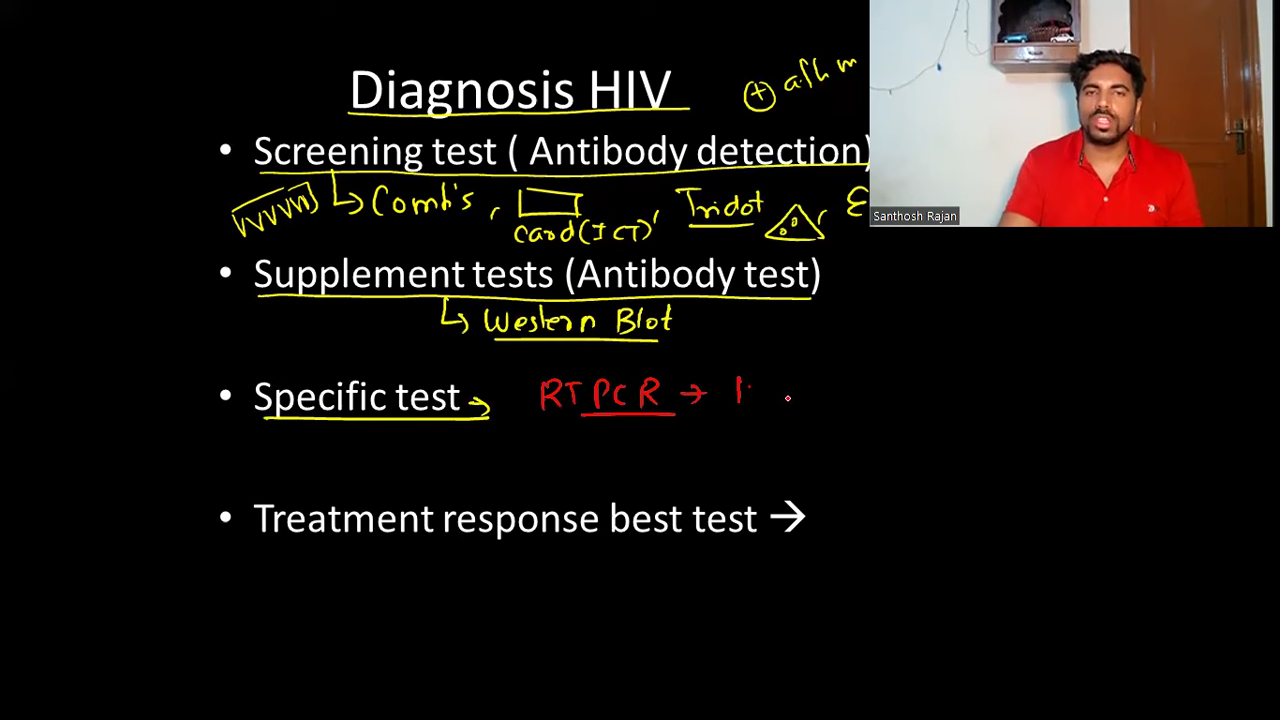 Diagnosis HIV
• Screening test ( Antibody detection)
Comb's, card (ICT), Tridot, E
• Supplement tests (Antibody test)
Western Blot
• Specific test → RT PCR →
• Treatment response best test →
Santhosh Rajan